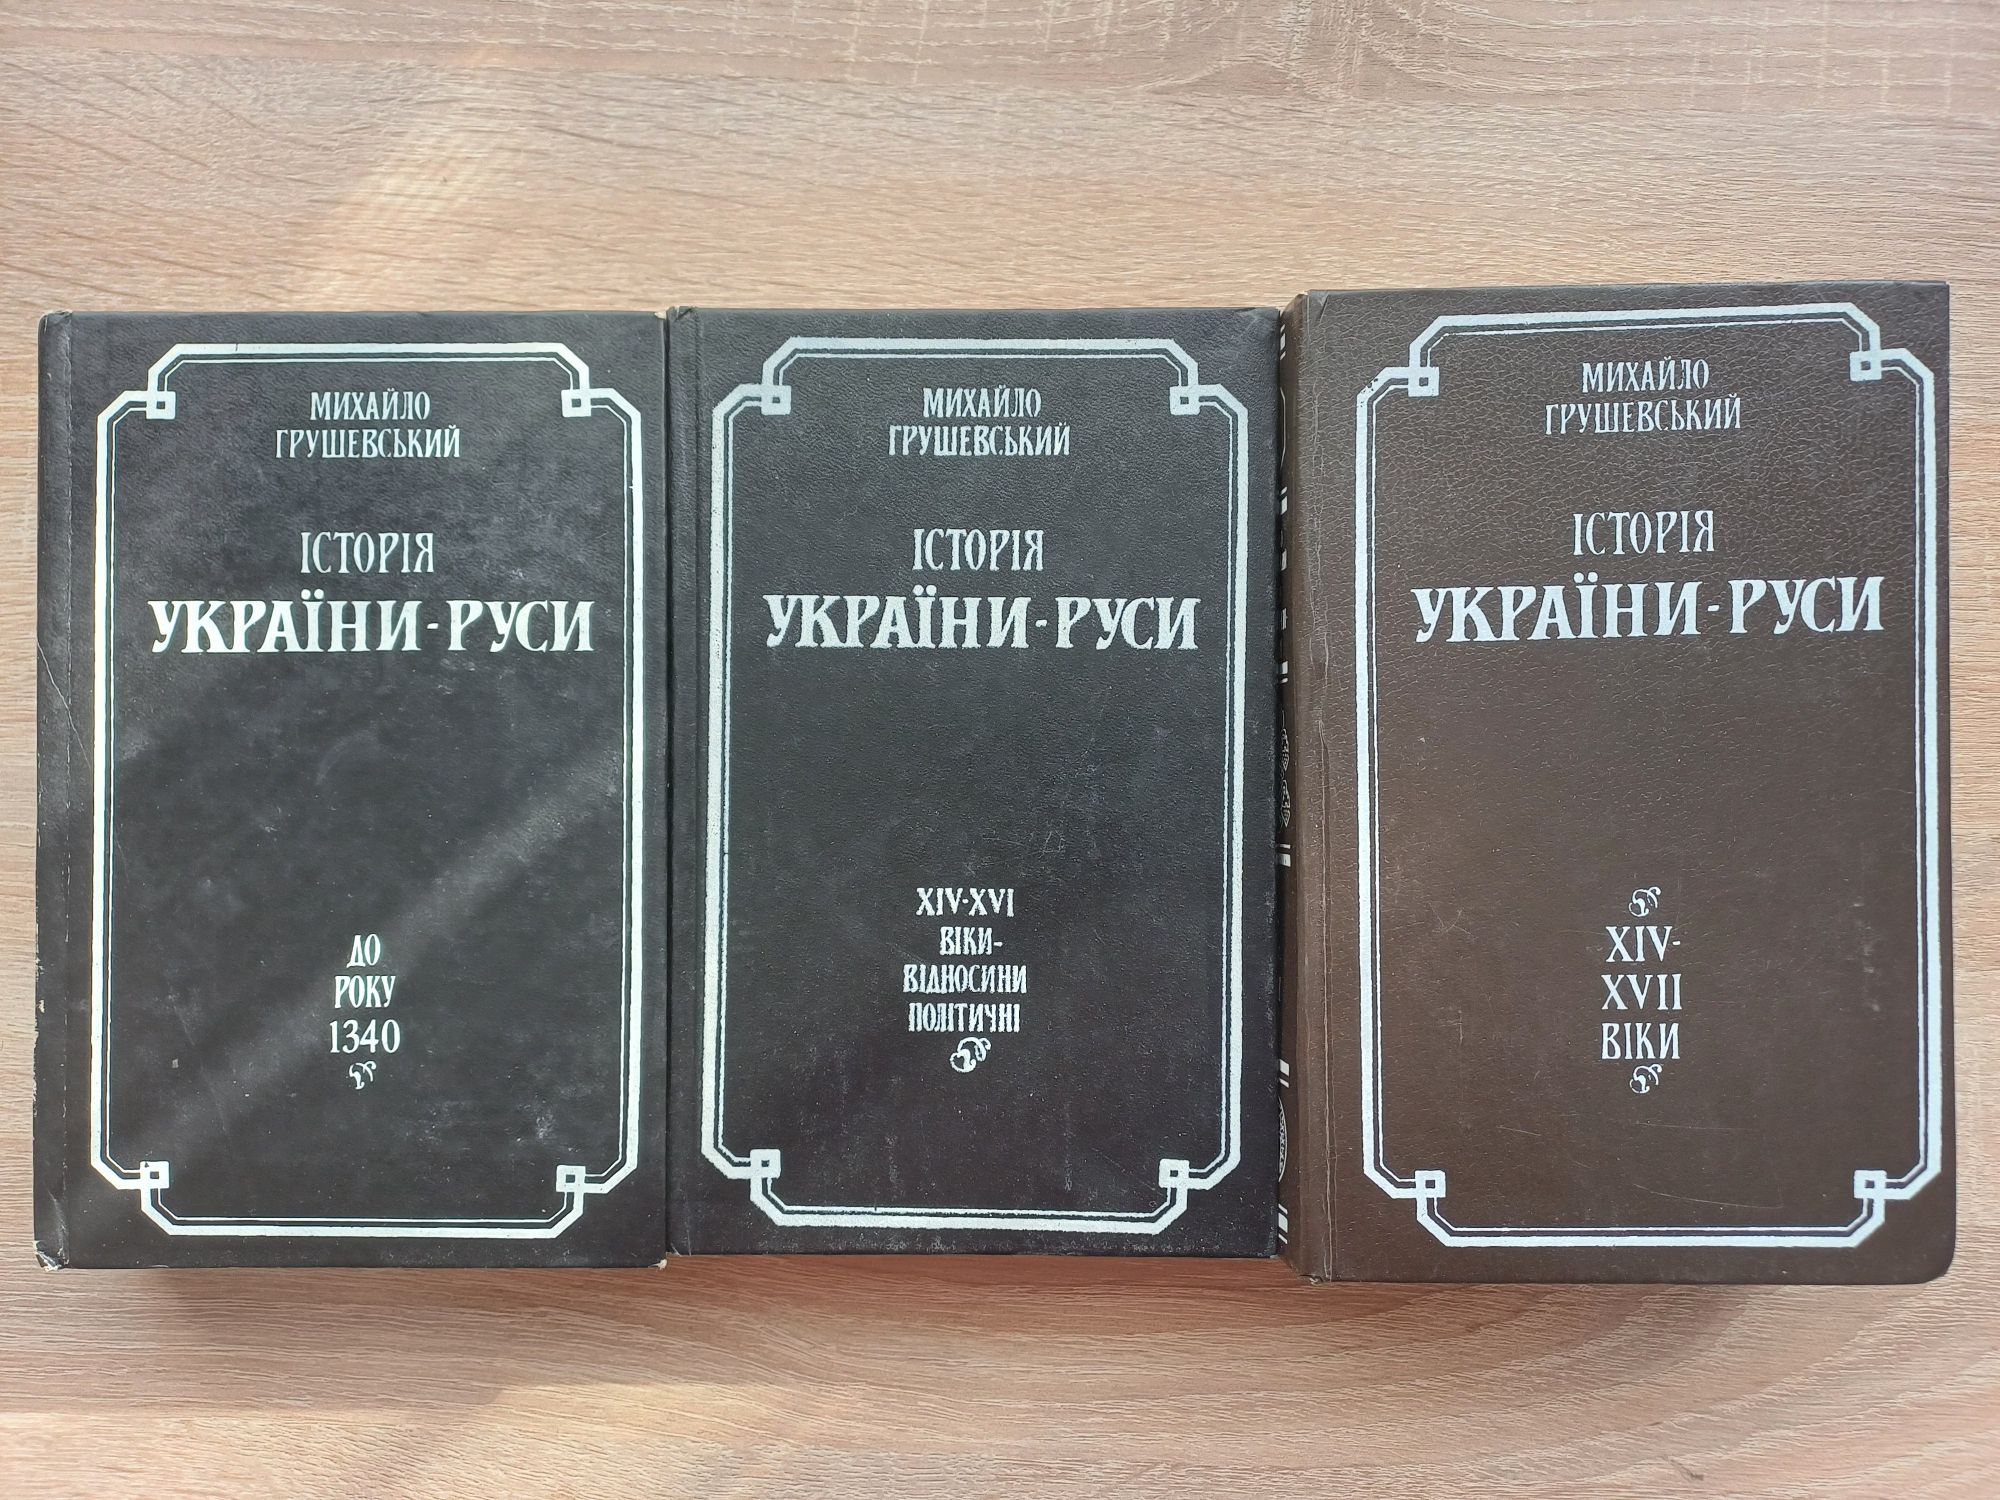 МИХАЙЛО
ГРУШЕВСЬКИЙ
ІСТОРІЯ
УКРАЇНИ-РУСИ
ДО
РОКУ
1340
МИХАЙЛО
ГРУШЕВСЬКИЙ
ІСТОРІЯ
УКРАЇНИ-РУСИ
XIV-XVI
ВІКИ-
ВІДНОСИНИ
ПОЛІТИЧНІ
МИХАЙЛО
ГРУШЕВСЬКИЙ
ІСТОРІЯ
УКРАЇНИ-РУСИ
XIV-
XVII
ВІКИ